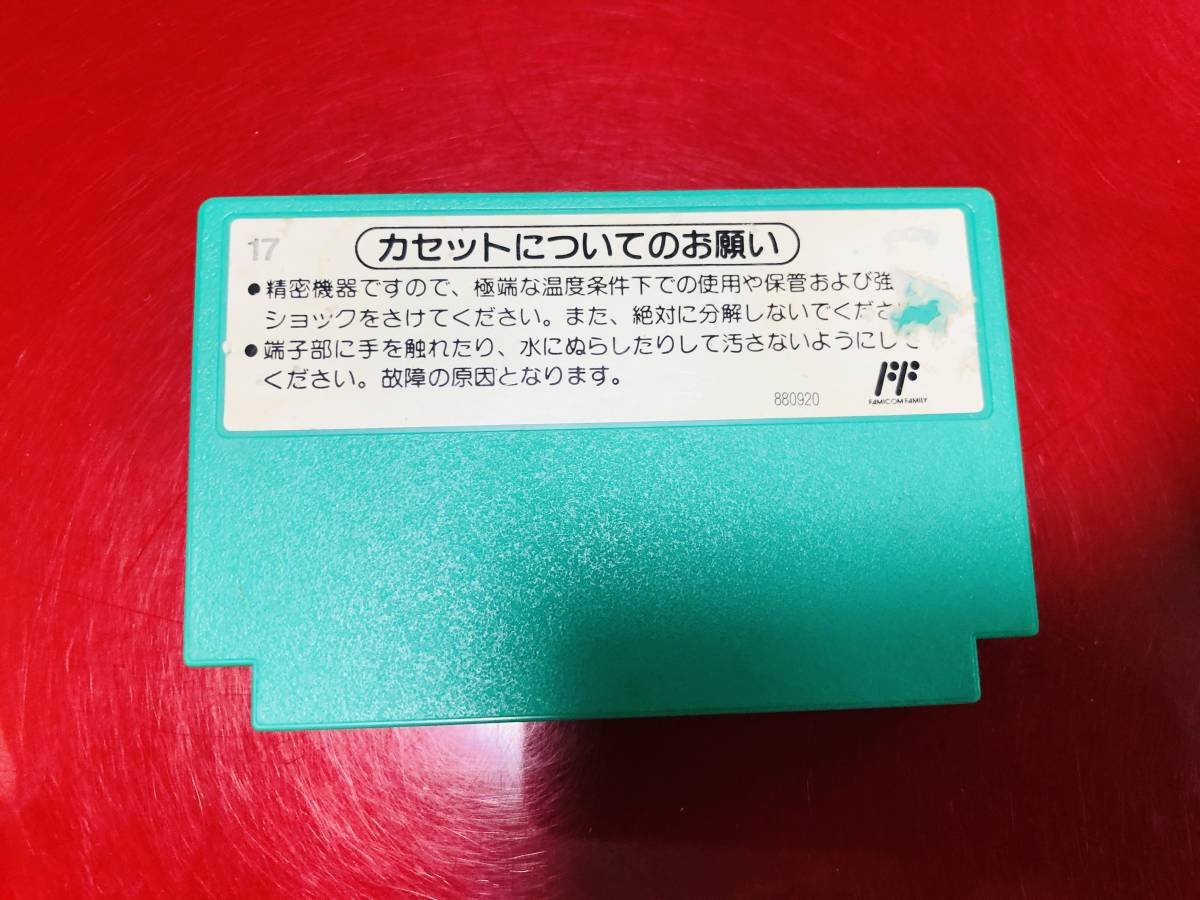 17
カセットについてのお願い
●精密機器ですので、極端な温度条件下での使用や保管および強
ショックをさけてください。また、絶対に分解しないでくださ
●端子部に手を触れたり、水にぬらしたりして汚さないようにして
ください。故障の原因となります。
880920
FAMICOM FAMILY